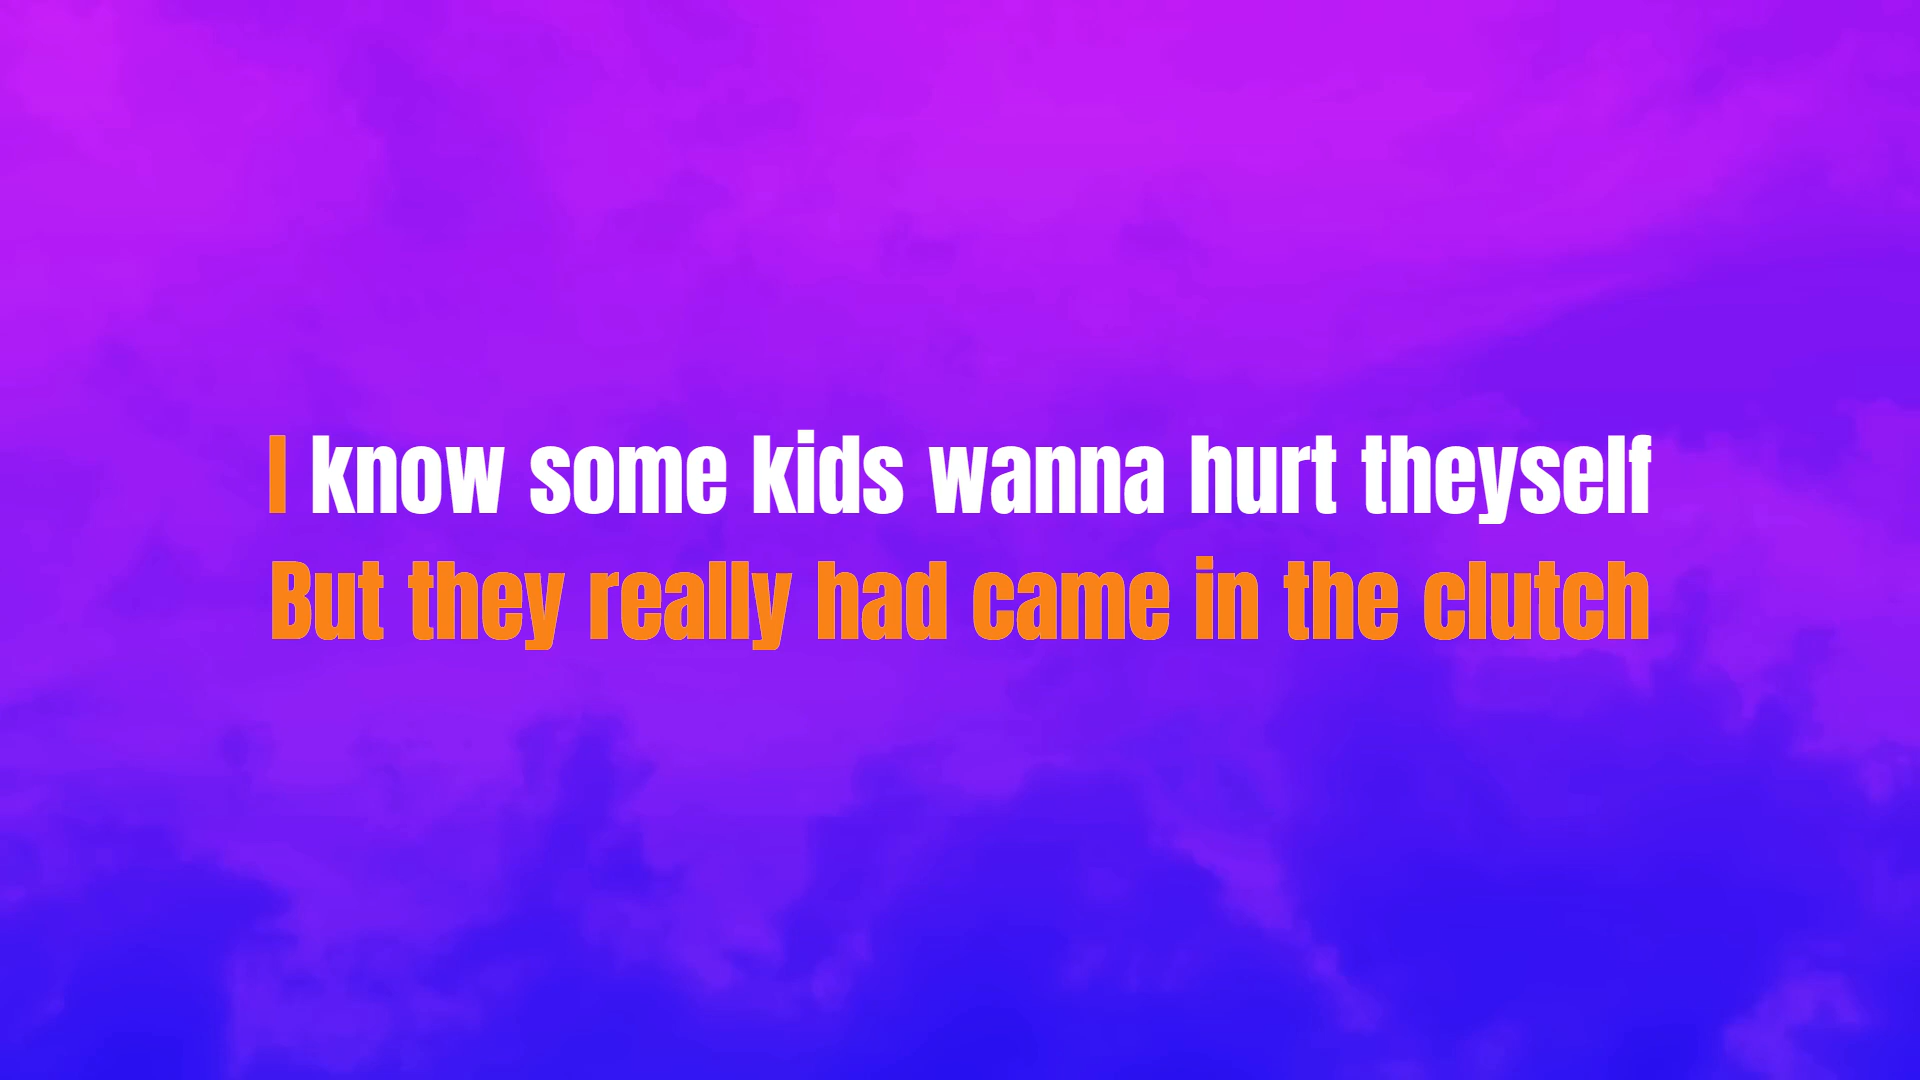 I know some kids wanna hurt theyself
But they really had came in the clutch